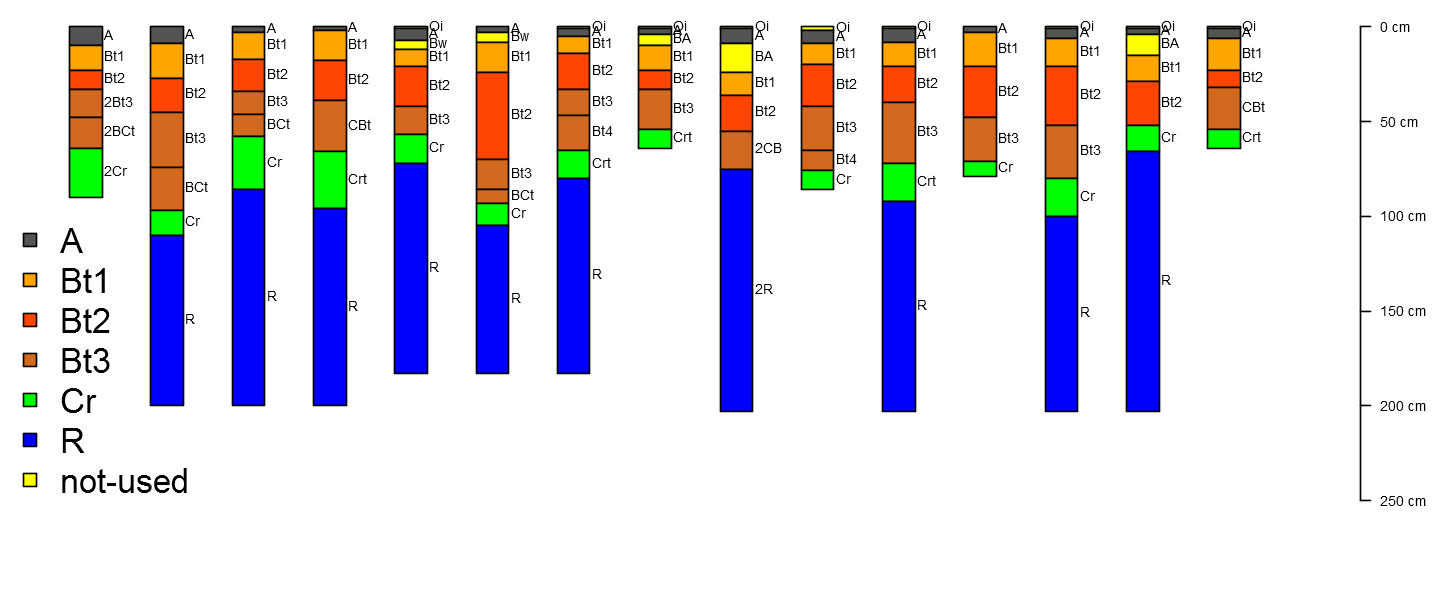 A
Bt1
Bt2
2Bt3
2BCt
2Cr
A
Bt1
Bt2
Bt3
BCt
Cr
R
A
Bt1
Bt2
Bt3
BCt
Cr
R
A
Bt1
Bt2
CBt
Crt
R
Oi
A
Bw
Bt1
Bt2
Bt3
Cr
R
A
Bw
Bt1
Bt2
Bt3
BCt
Cr
R
Oi
A
Bt1
Bt2
Bt3
Bt4
Crt
R
Oi
A
BA
Bt1
Bt2
Bt3
Crt
Oi
A
BA
Bt1
Bt2
2CB
2R
Oi
A
Bt1
Bt2
Bt3
Bt4
Cr
Oi
A
Bt1
Bt2
Bt3
Crt
R
A
Bt1
Bt2
Bt3
Cr
Oi
A
Bt1
Bt2
Bt3
Cr
R
Oi
A
BA
Bt1
Bt2
Cr
R
Oi
A
Bt1
Bt2
CBt
Crt
0 cm
50 cm
100 cm
150 cm
200 cm
250 cm
A
Bt1
Bt2
Bt3
Cr
R
not-used